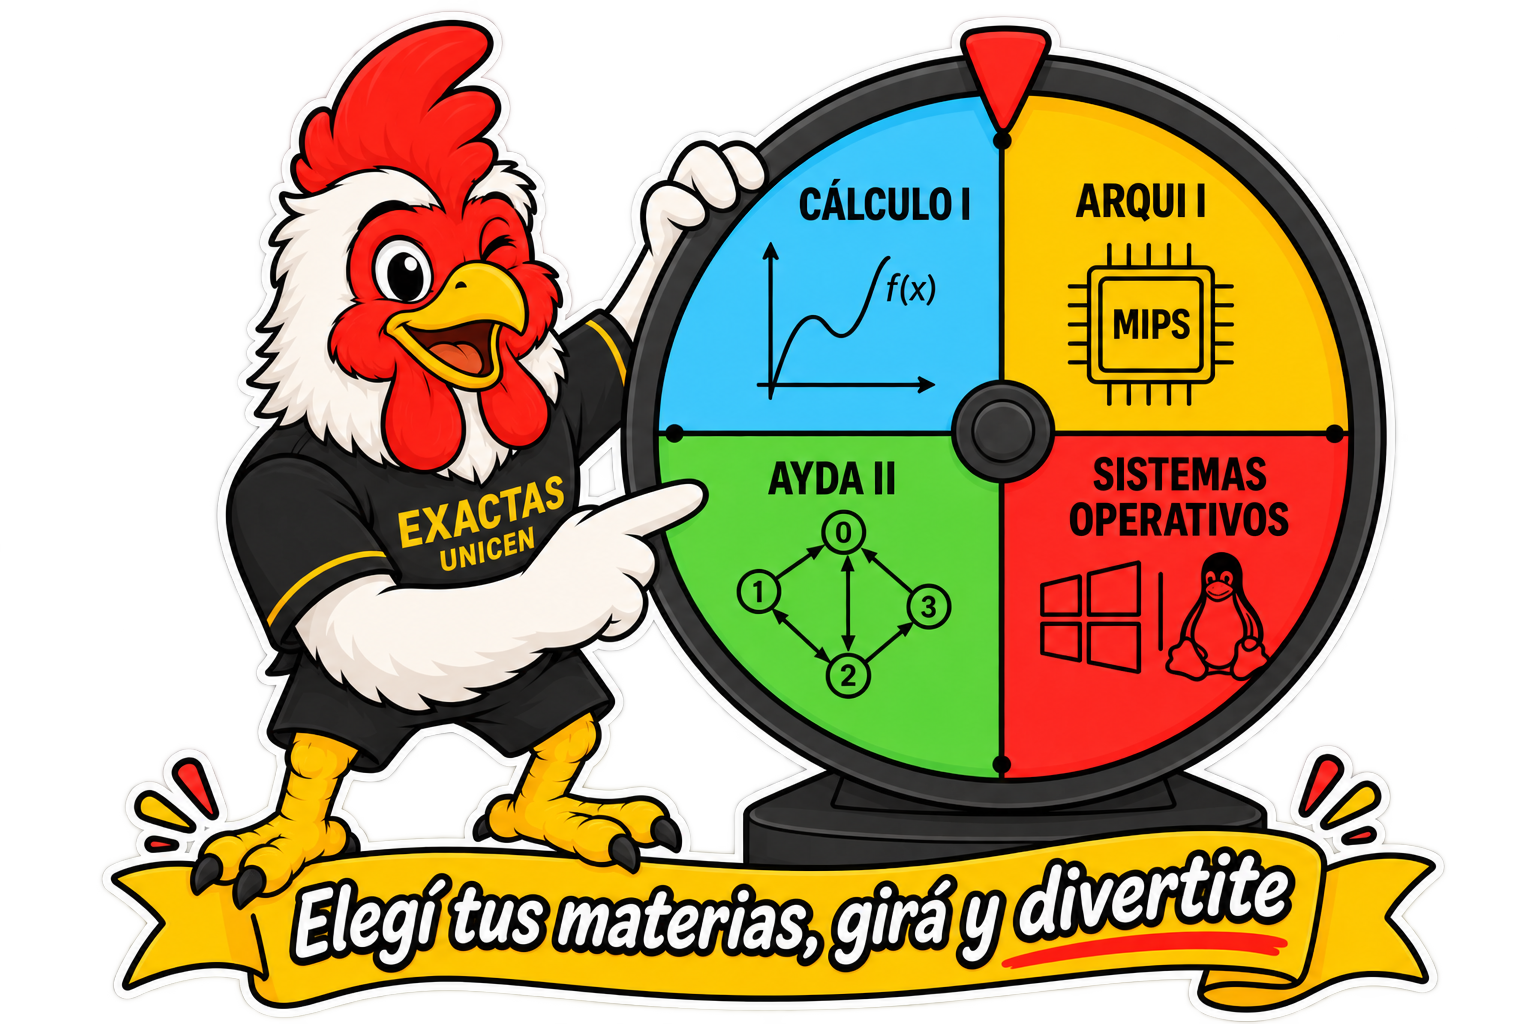 CÁLCULO I
f(x)
ARQUI I
MIPS
EXACTAS
UNICEN
AYDA II
0
1
3
2
SISTEMAS
OPERATIVOS
Elegí tus materias, girá y divertite